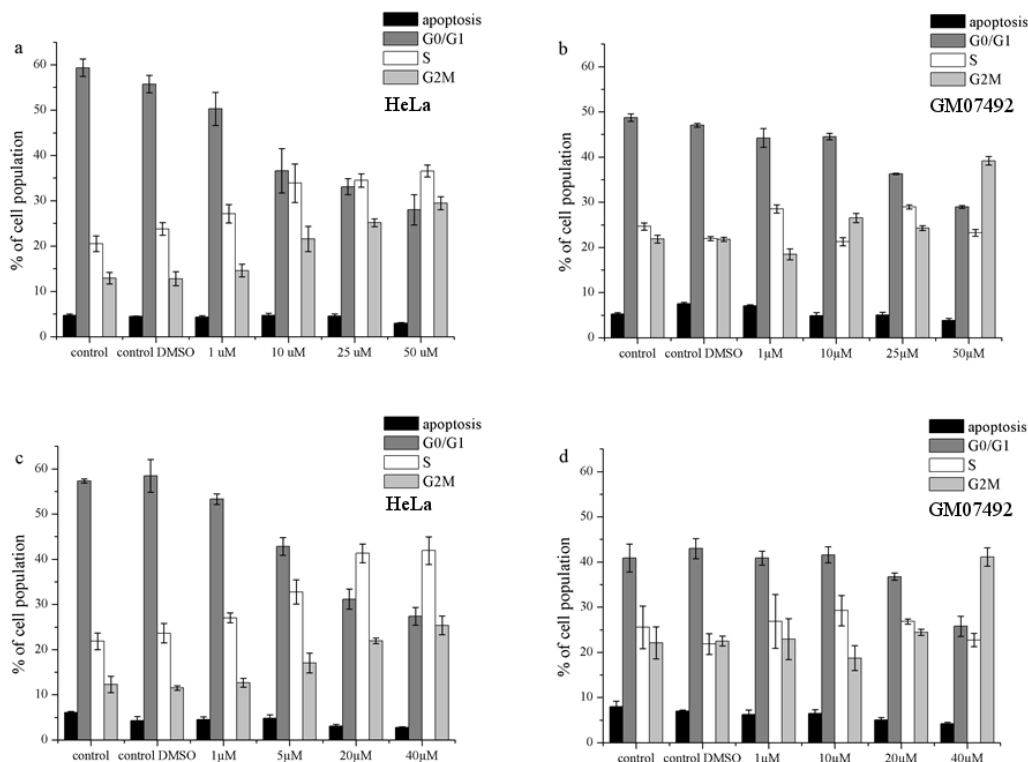 a
apoptosis
G0/G1
S
G2M
HeLa
% of cell population
60
50
40
30
20
10
0
control
control DMSO
1 uM
10 uM
25 uM
50 uM
b
apoptosis
G0/G1
S
G2M
GM07492
% of cell population
60
50
40
30
20
10
0
control
control DMSO
1µM
10µM
25µM
50µM
c
apoptosis
G0/G1
S
G2M
HeLa
% of cell population
60
50
40
30
20
10
0
control
control DMSO
1µM
5µM
20µM
40µM
d
apoptosis
G0/G1
S
G2M
GM07492
% of cell population
60
50
40
30
20
10
0
control
control DMSO
1µM
10µM
20µM
40µM